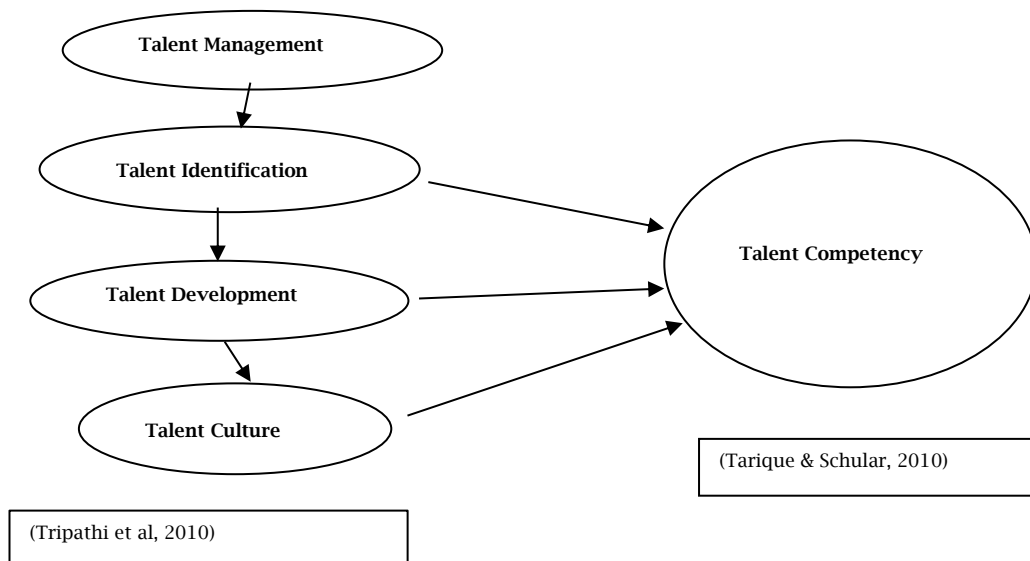 Talent Management
Talent Identification
Talent Development
Talent Culture
Talent Competency
(Tarique & Schular, 2010)
(Tripathi et al, 2010)